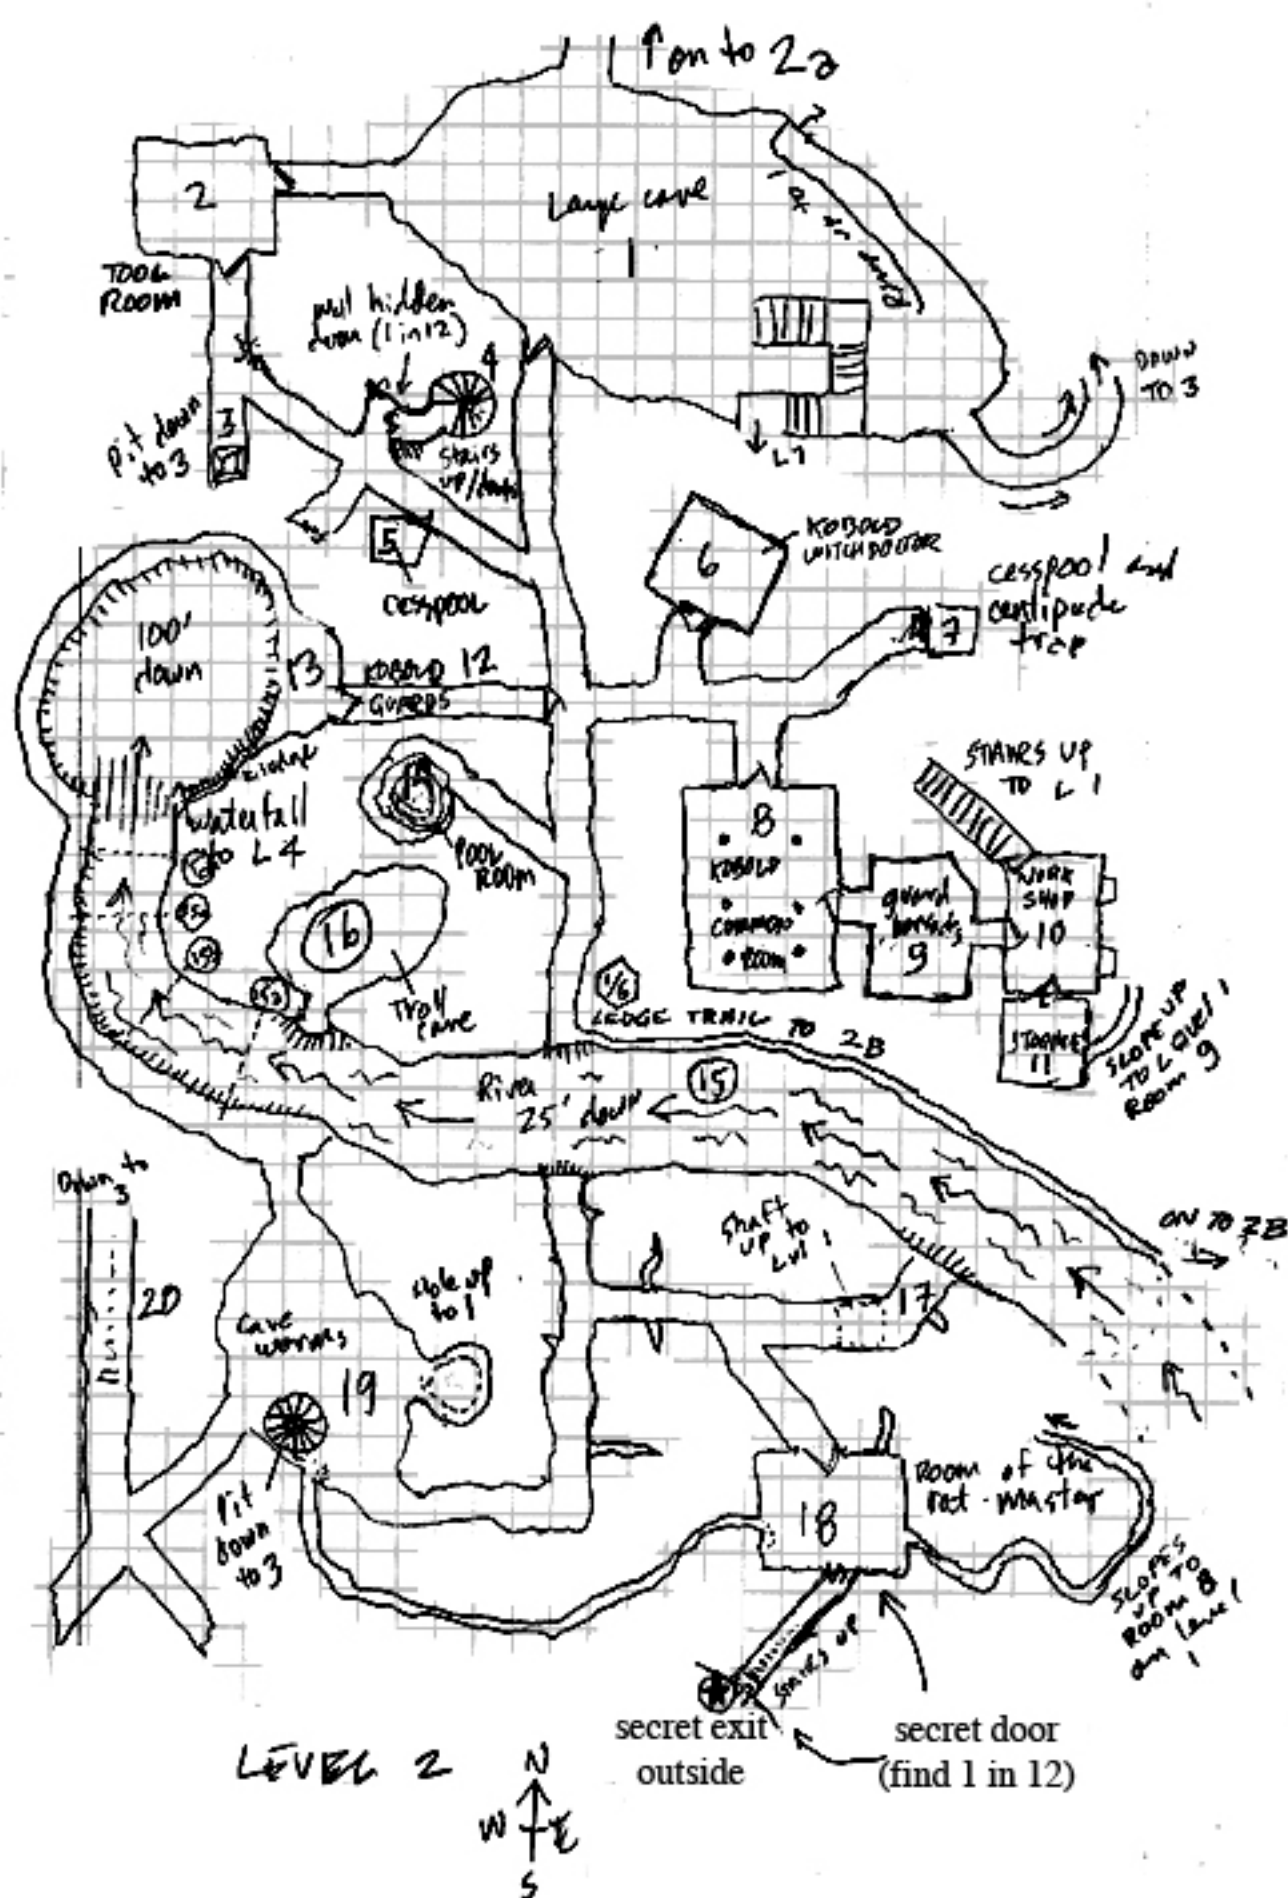 ↑ on to 2a
2
Large cave
1
TOOL
ROOM
well hidden
door (1 in 12)
4
DOWN
TO 3
3
Pit down
to 3
stairs
up/down
L1
5
CESSPOOL
6
KOBOLD
WITCHDOCTOR
cesspool and
centipede
trap
7
100'
down
13
KOBOLD 12
GUARDS
ledge
waterfall
to L4
POOL
ROOM
STAIRS UP
TO L1
8
KOBOLD
COMMON
ROOM
guard
barracks
9
WORK
SHOP
10
STORAGE
11
SLOPE UP
TO LEVEL 1
ROOM 9
16
Troll
cave
1/6
LEDGE TRAIL TO 2B
River
25' down
15
Down to
3
20
shaft
up to
Lvl 1
ON TO 2B
17
hole up
to 1
cave
worms
19
Pit
down
to 3
18
Room of the
rat-master
SLOPES
UP TO
ROOM 8
on level
1
STAIRS UP
secret exit
outside
secret door
(find 1 in 12)
LEVEL 2
N
W E
S